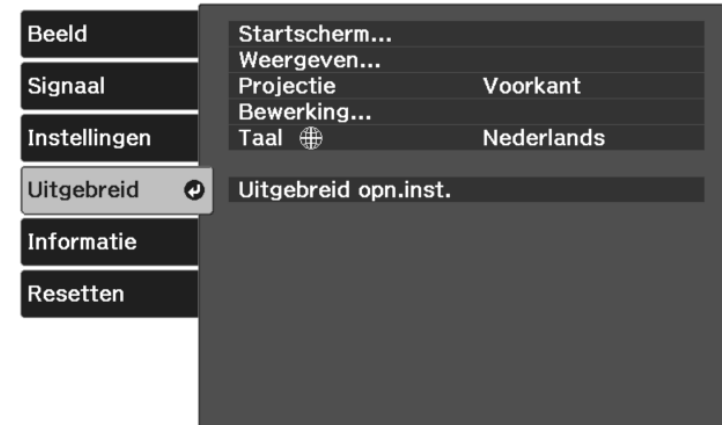 Beeld
Signaal
Instellingen
Uitgebreid
Informatie
Resetten
Startscherm...
Weergeven...
Projectie Voorkant
Bewerking...
Taal Nederlands
Uitgebreid opn.inst.